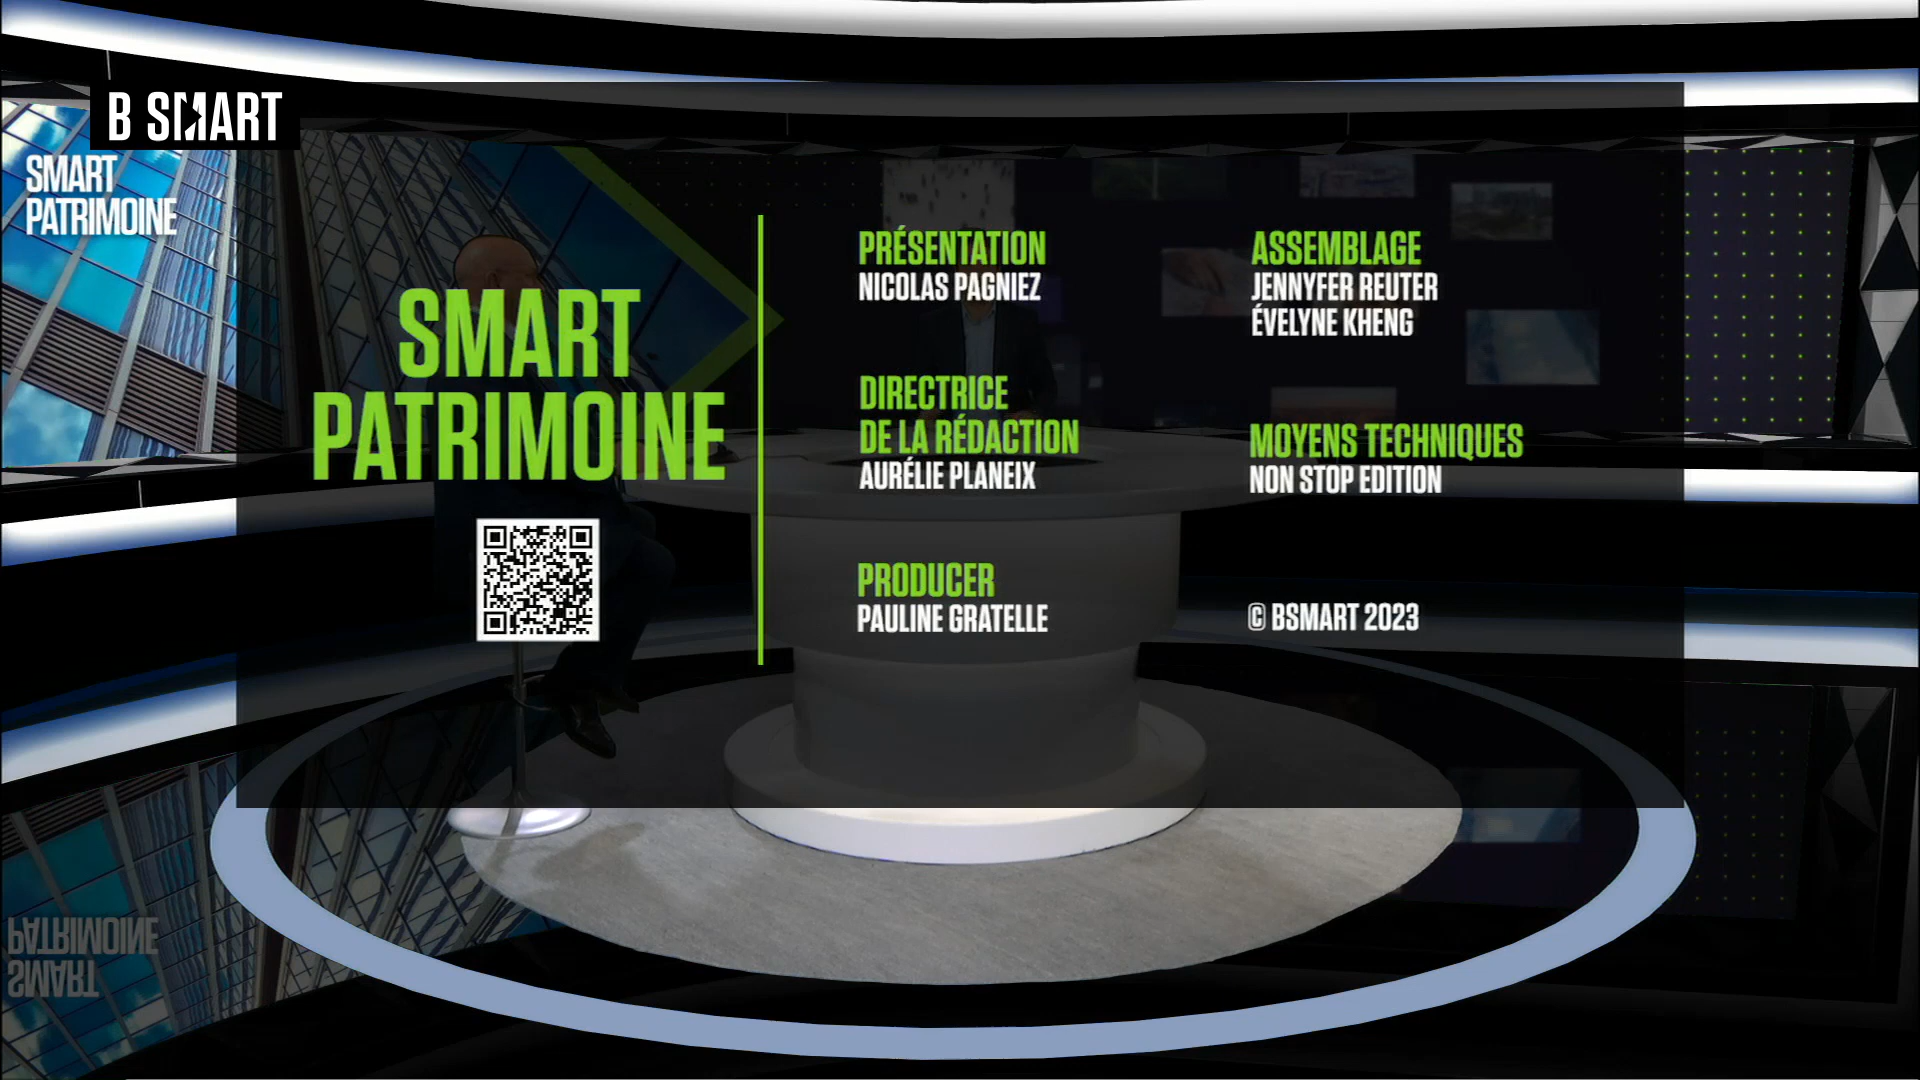 B SMART
SMART
PATRIMOINE
SMART
PATRIMOINE
PRÉSENTATION
NICOLAS PAGNIEZ
DIRECTRICE
DE LA RÉDACTION
AURÉLIE PLANEIX
PRODUCER
PAULINE GRATELLE
ASSEMBLAGE
JENNYFER REUTER
ÉVELYNE KHENG
MOYENS TECHNIQUES
NON STOP EDITION
© BSMART 2023
PATRIMOINE
SMART